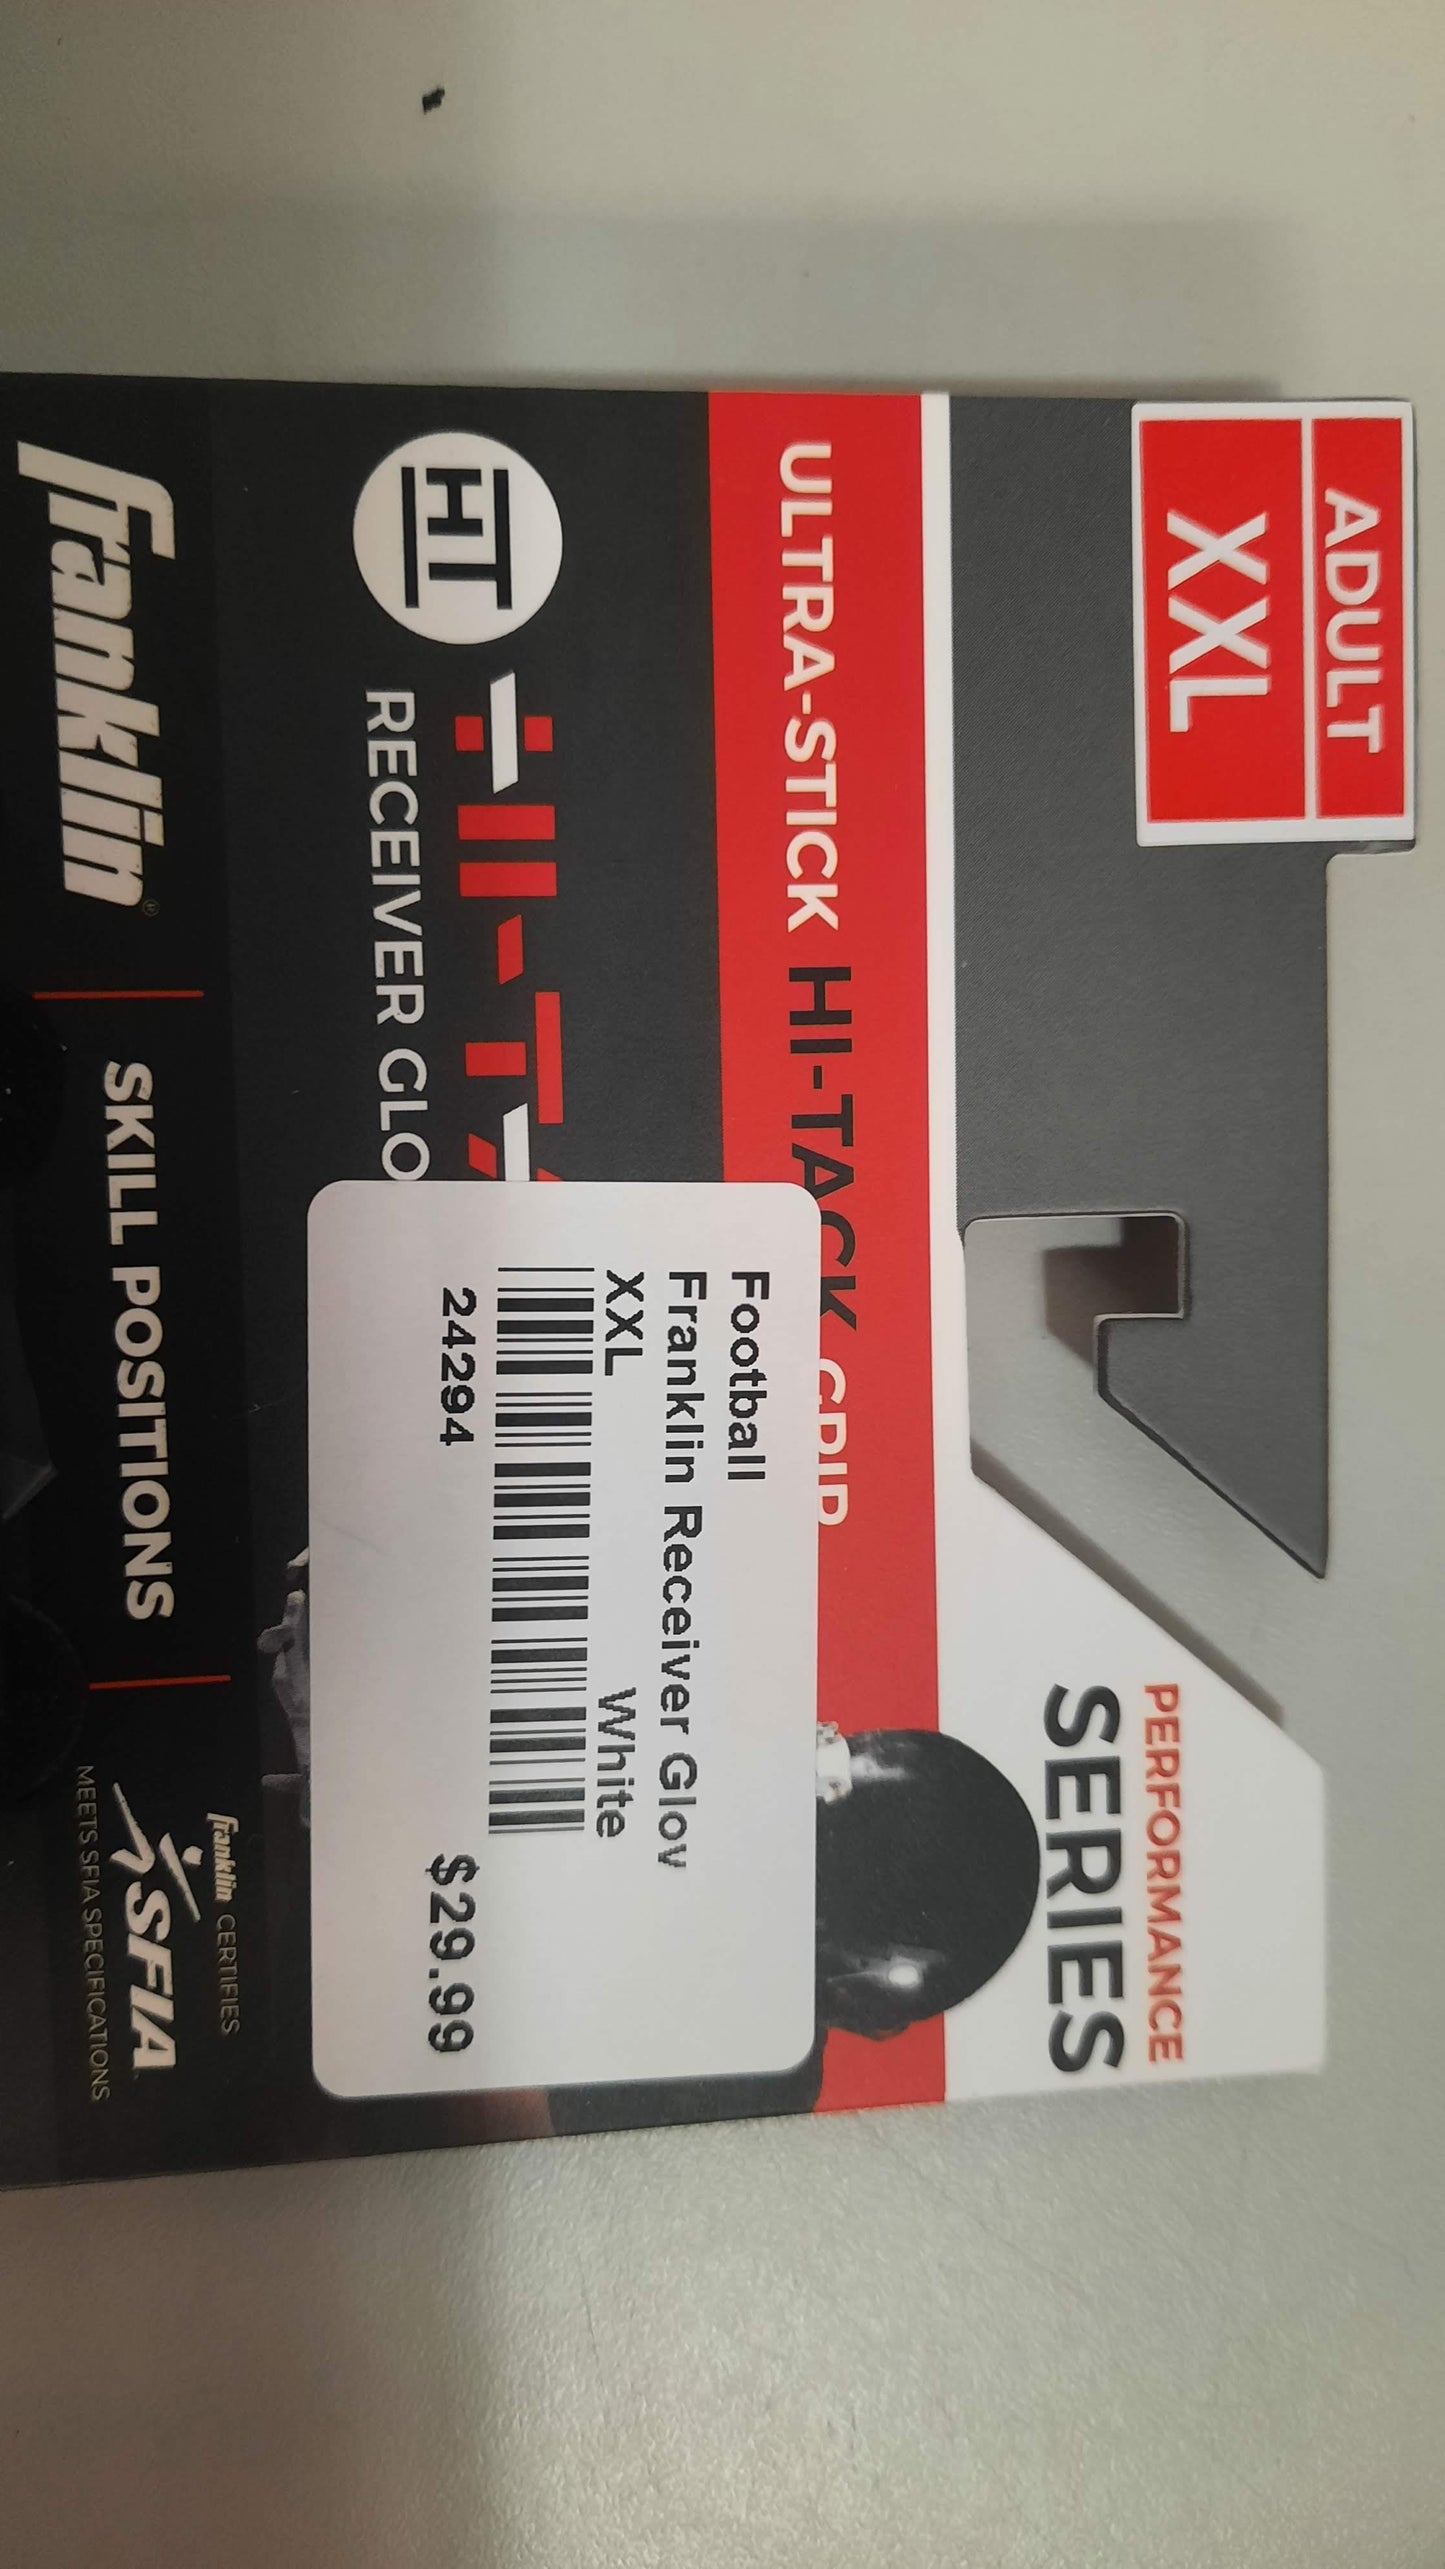 ADULT
XXL
PERFORMANCE
SERIES
ULTRA-STICK HI-TACK GRIP
HT
RECEIVER
Football
Franklin Receiver Glov
XXL White
24294 $29.99
Franklin®
SKILL POSITIONS
Franklin CERTIFIES
SFIA
MEETS SFIA SPECIFICATIONS